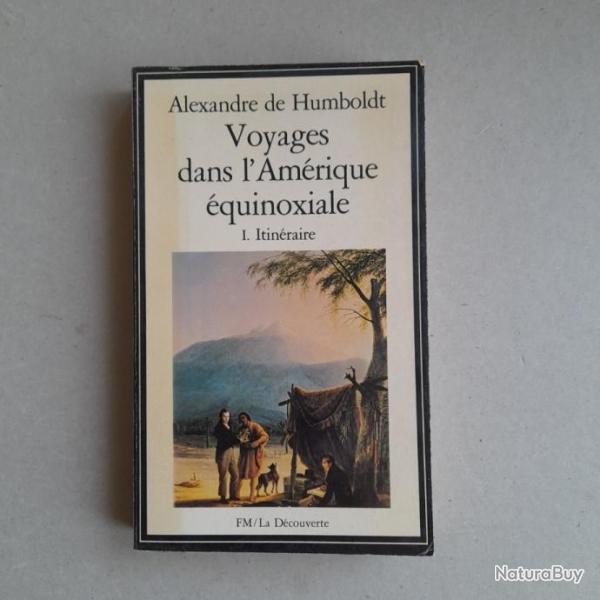 Alexandre de Humboldt
Voyages
dans l'Amérique
équinoxiale
I. Itinéraire
FM/La Découverte
NaturaBuy